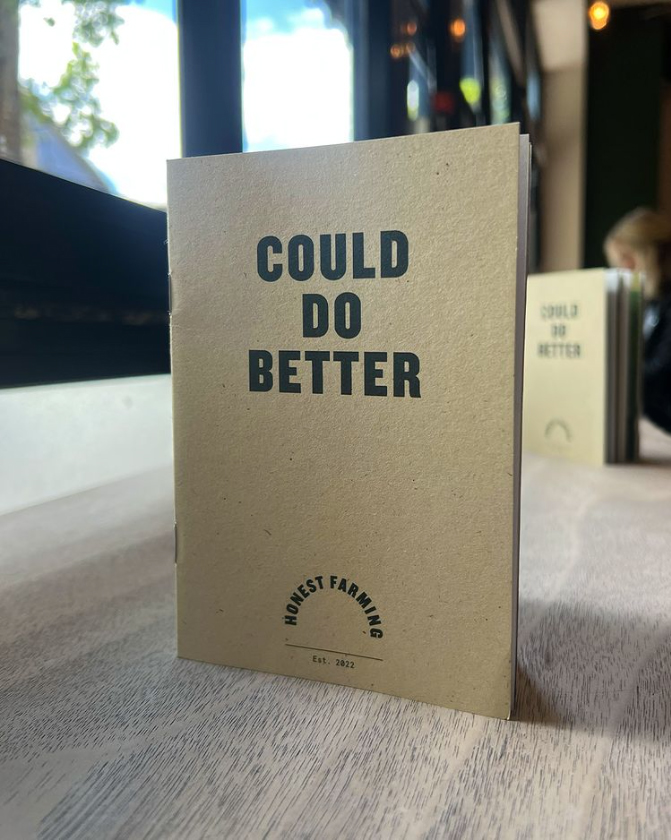 COULD
DO
BETTER
HONEST FARMING
Est. 2022
COULD
DO
BETTER